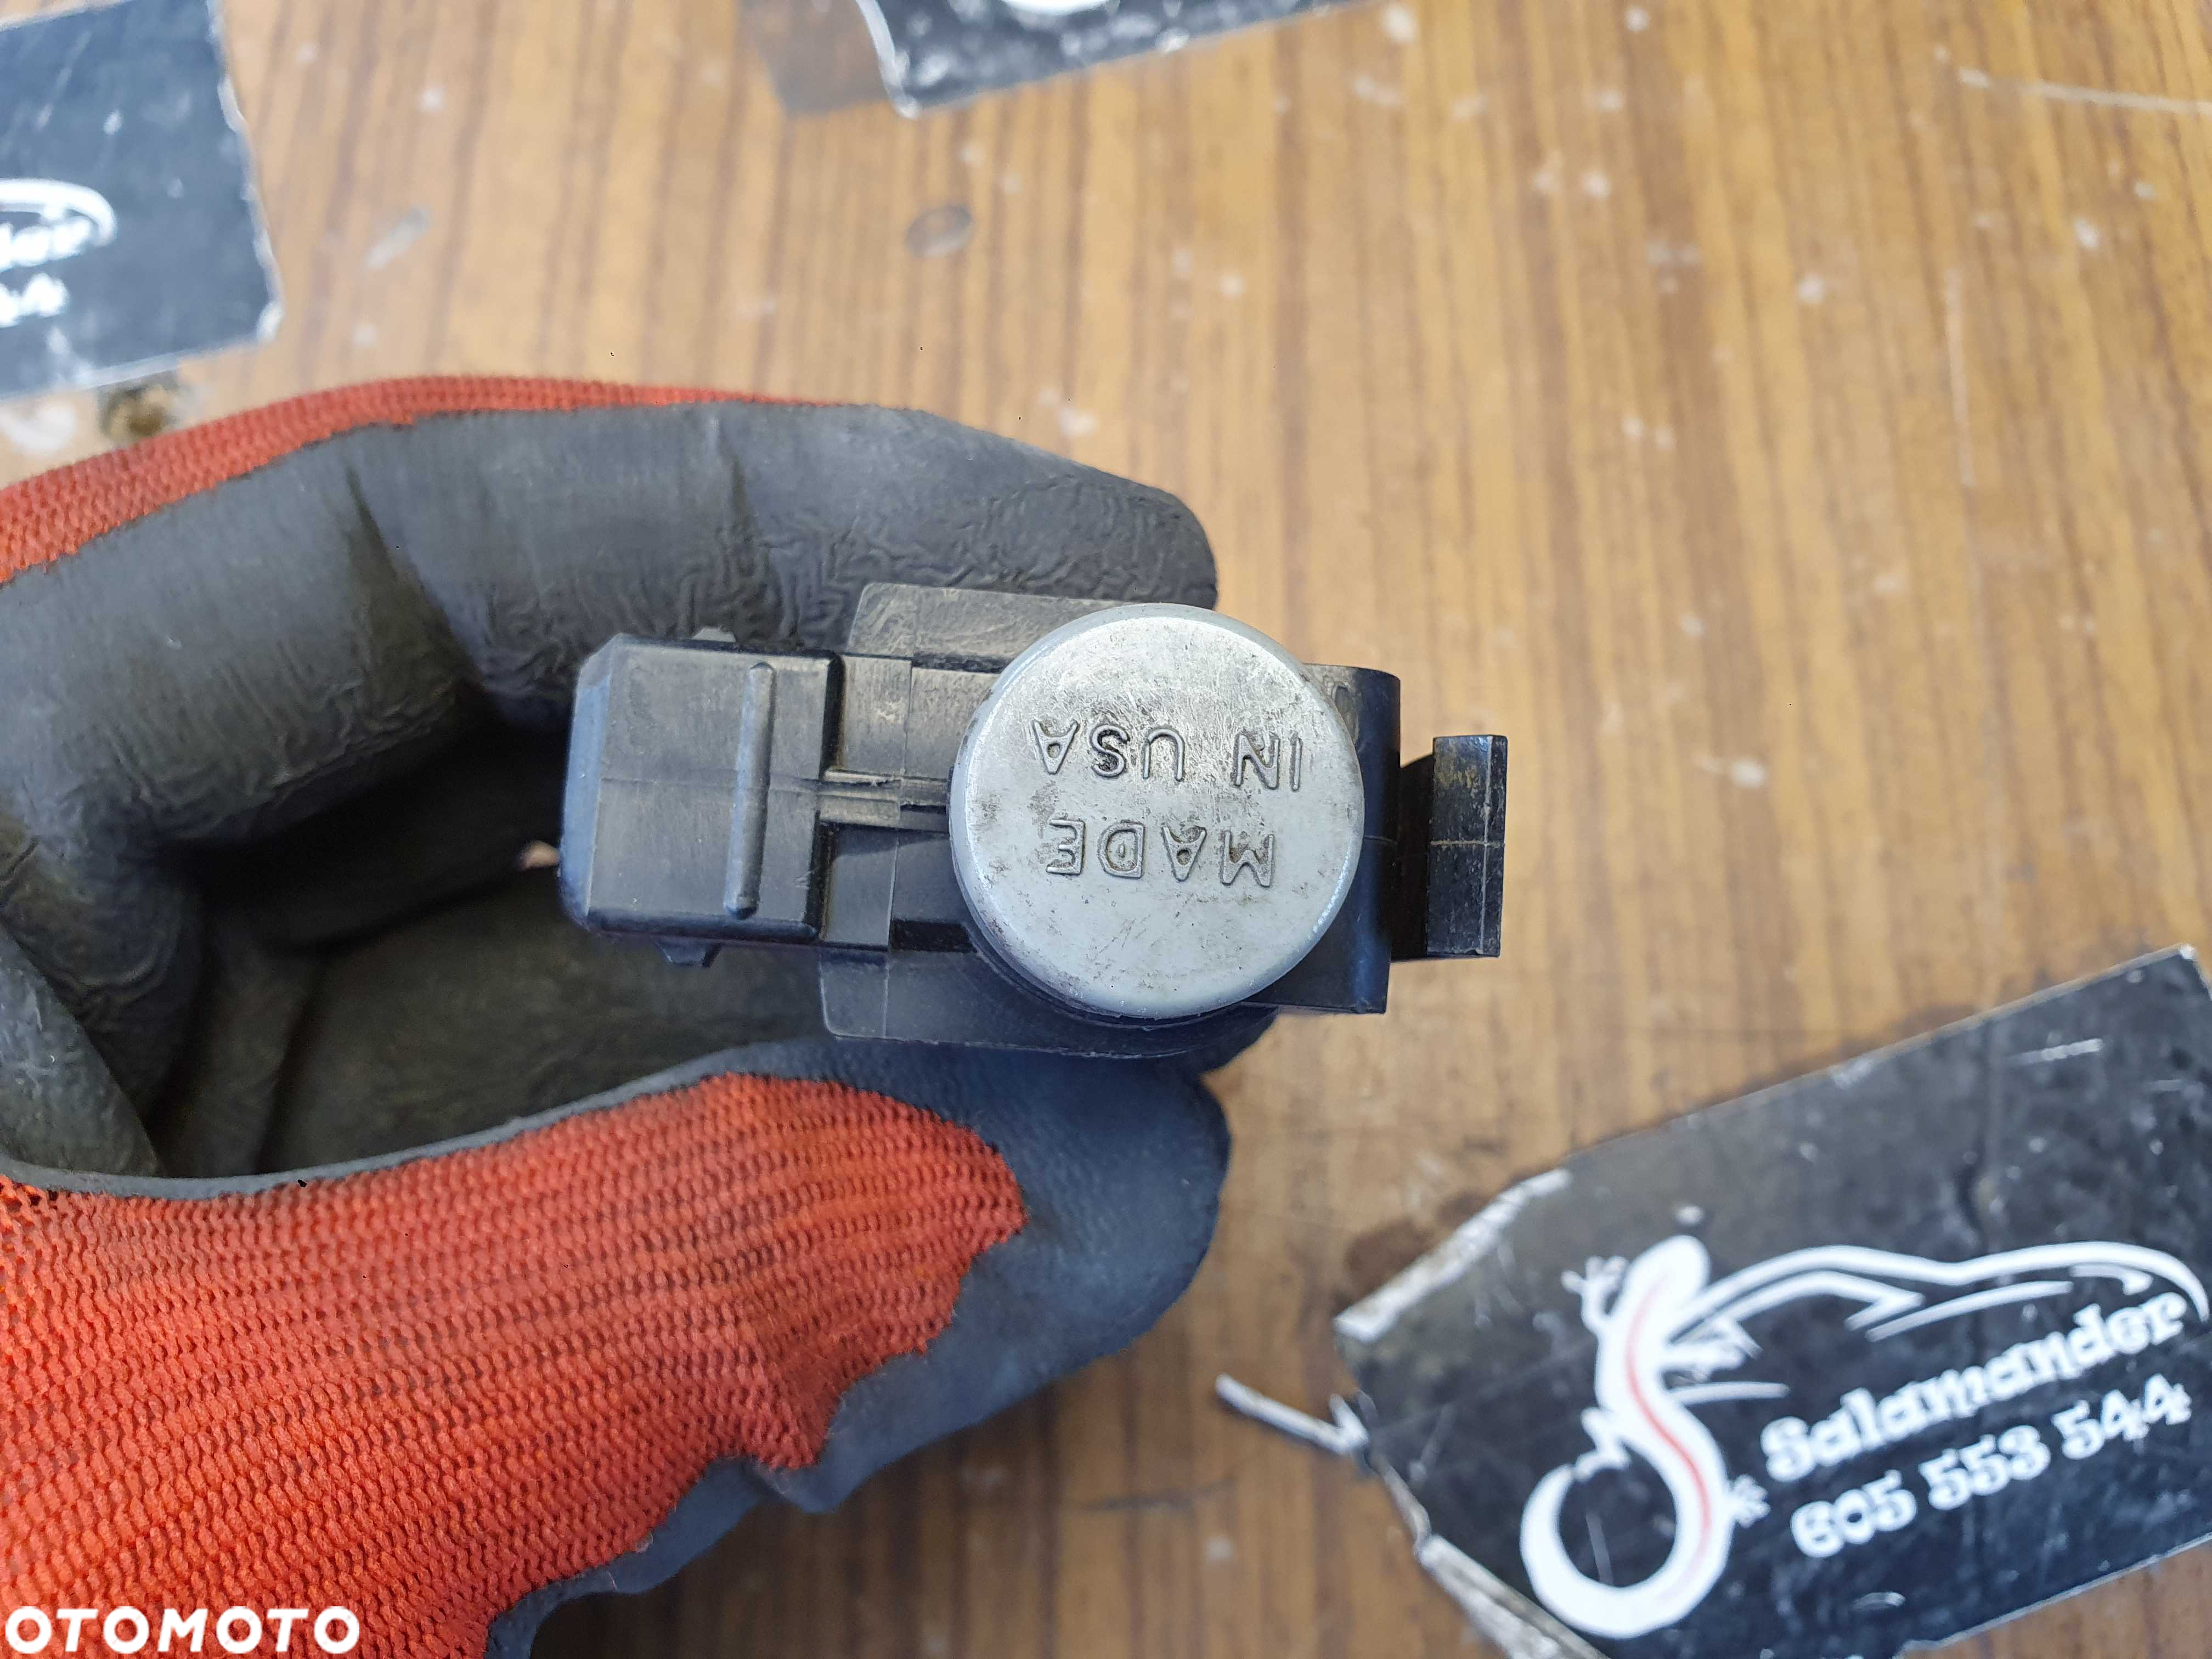 MADE
IN USA
Salamander
605 553 544
OTOMOTO